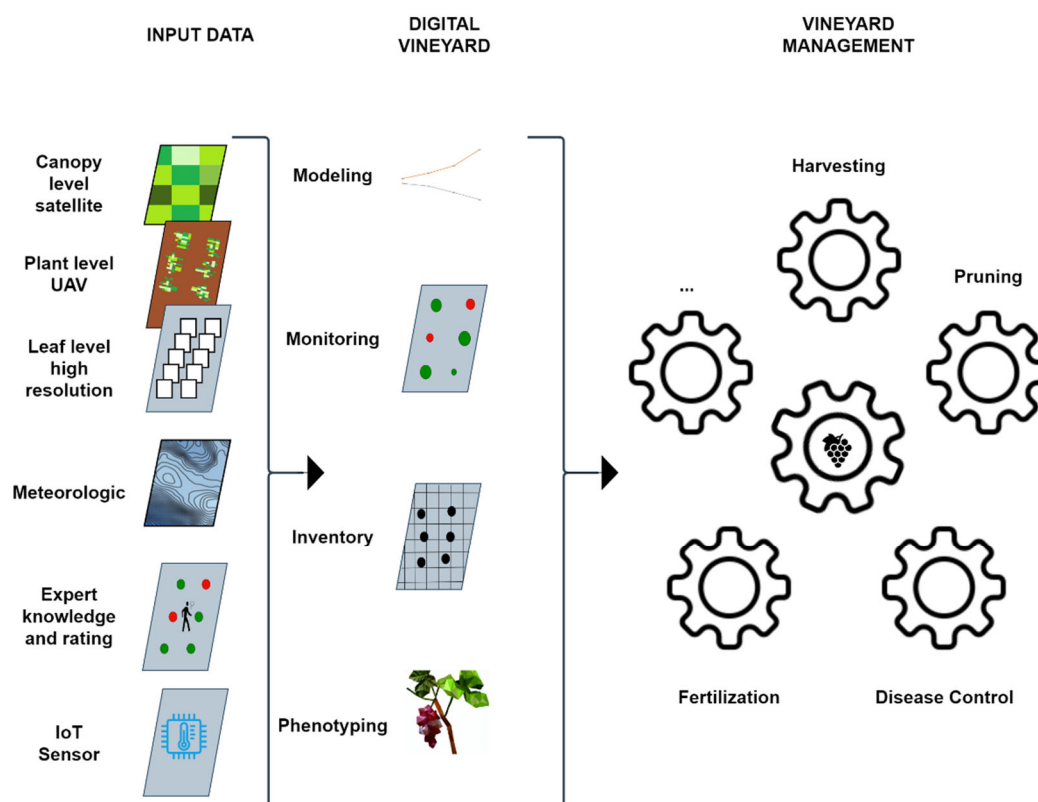 INPUT DATA
DIGITAL
VINEYARD
VINEYARD
MANAGEMENT
Canopy
level
satellite
Plant level
UAV
Leaf level
high
resolution
Meteorologic
Expert
knowledge
and rating
IoT
Sensor
Modeling
Monitoring
Inventory
Phenotyping
Harvesting
...
Pruning
Fertilization
Disease Control